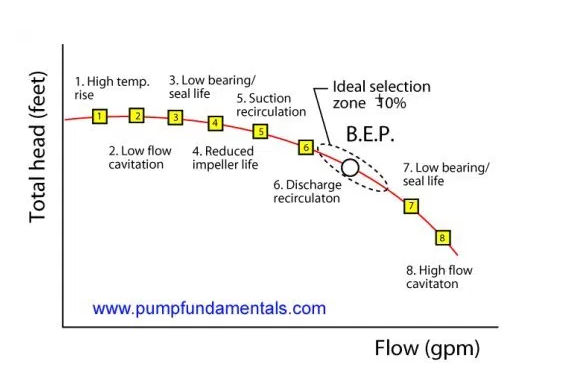 1. High temp.
rise
3. Low bearing/
seal life
5. Suction
recirculation
Ideal selection
zone ±10%
B.E.P.
1
2
3
4
5
6
7
8
2. Low flow
cavitation
4. Reduced
impeller life
6. Discharge
recirculaton
7. Low bearing/
seal life
8. High flow
cavitaton
Total head (feet)
www.pumpfundamentals.com
Flow (gpm)